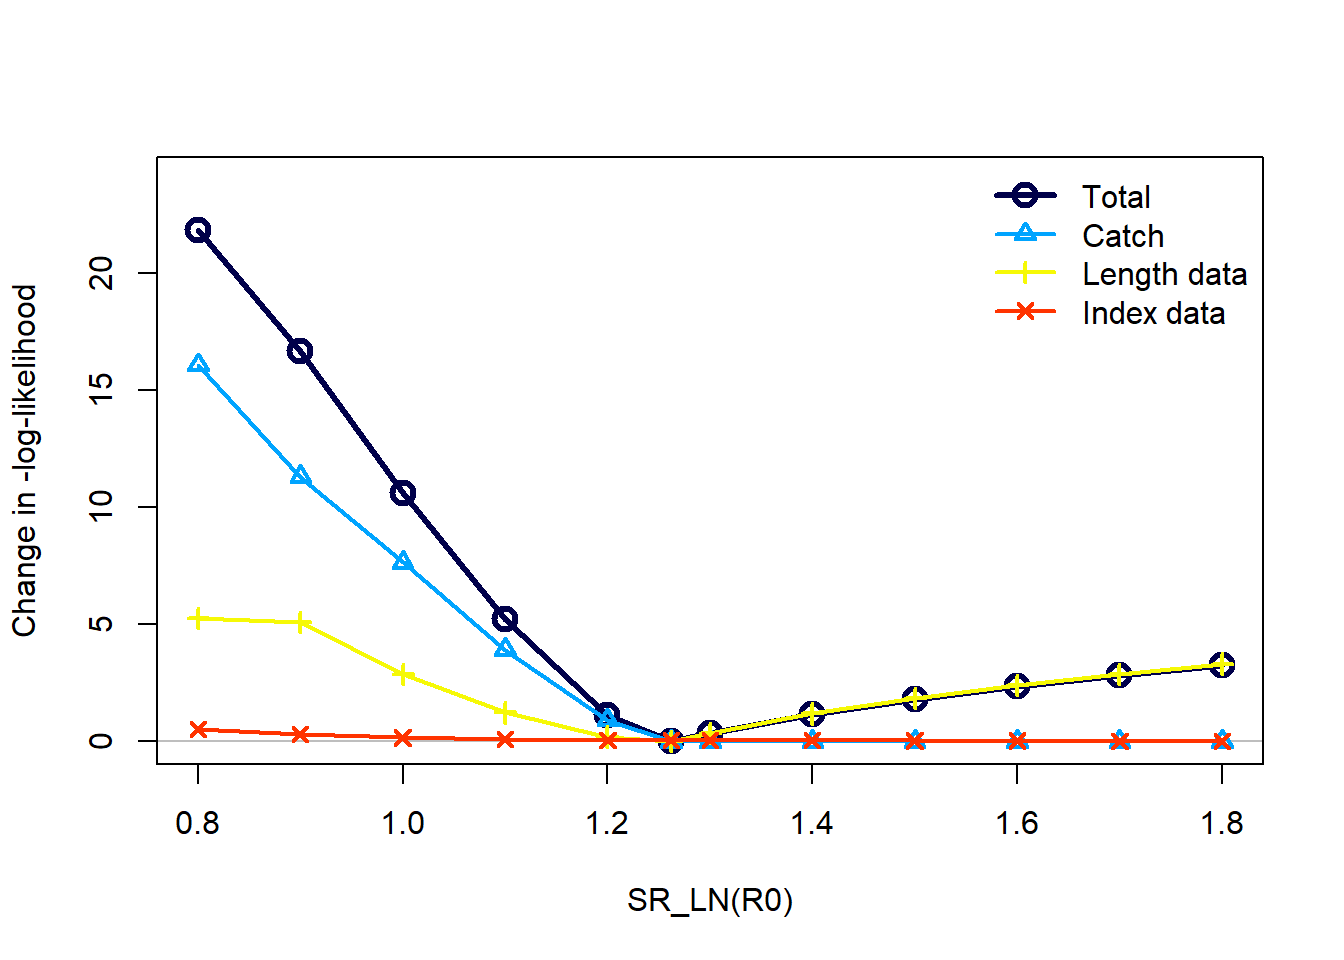 Total
Catch
Length data
Index data
Change in -log-likelihood
20
15
10
5
0
0.8 1.0 1.2 1.4 1.6 1.8
SR_LN(R0)